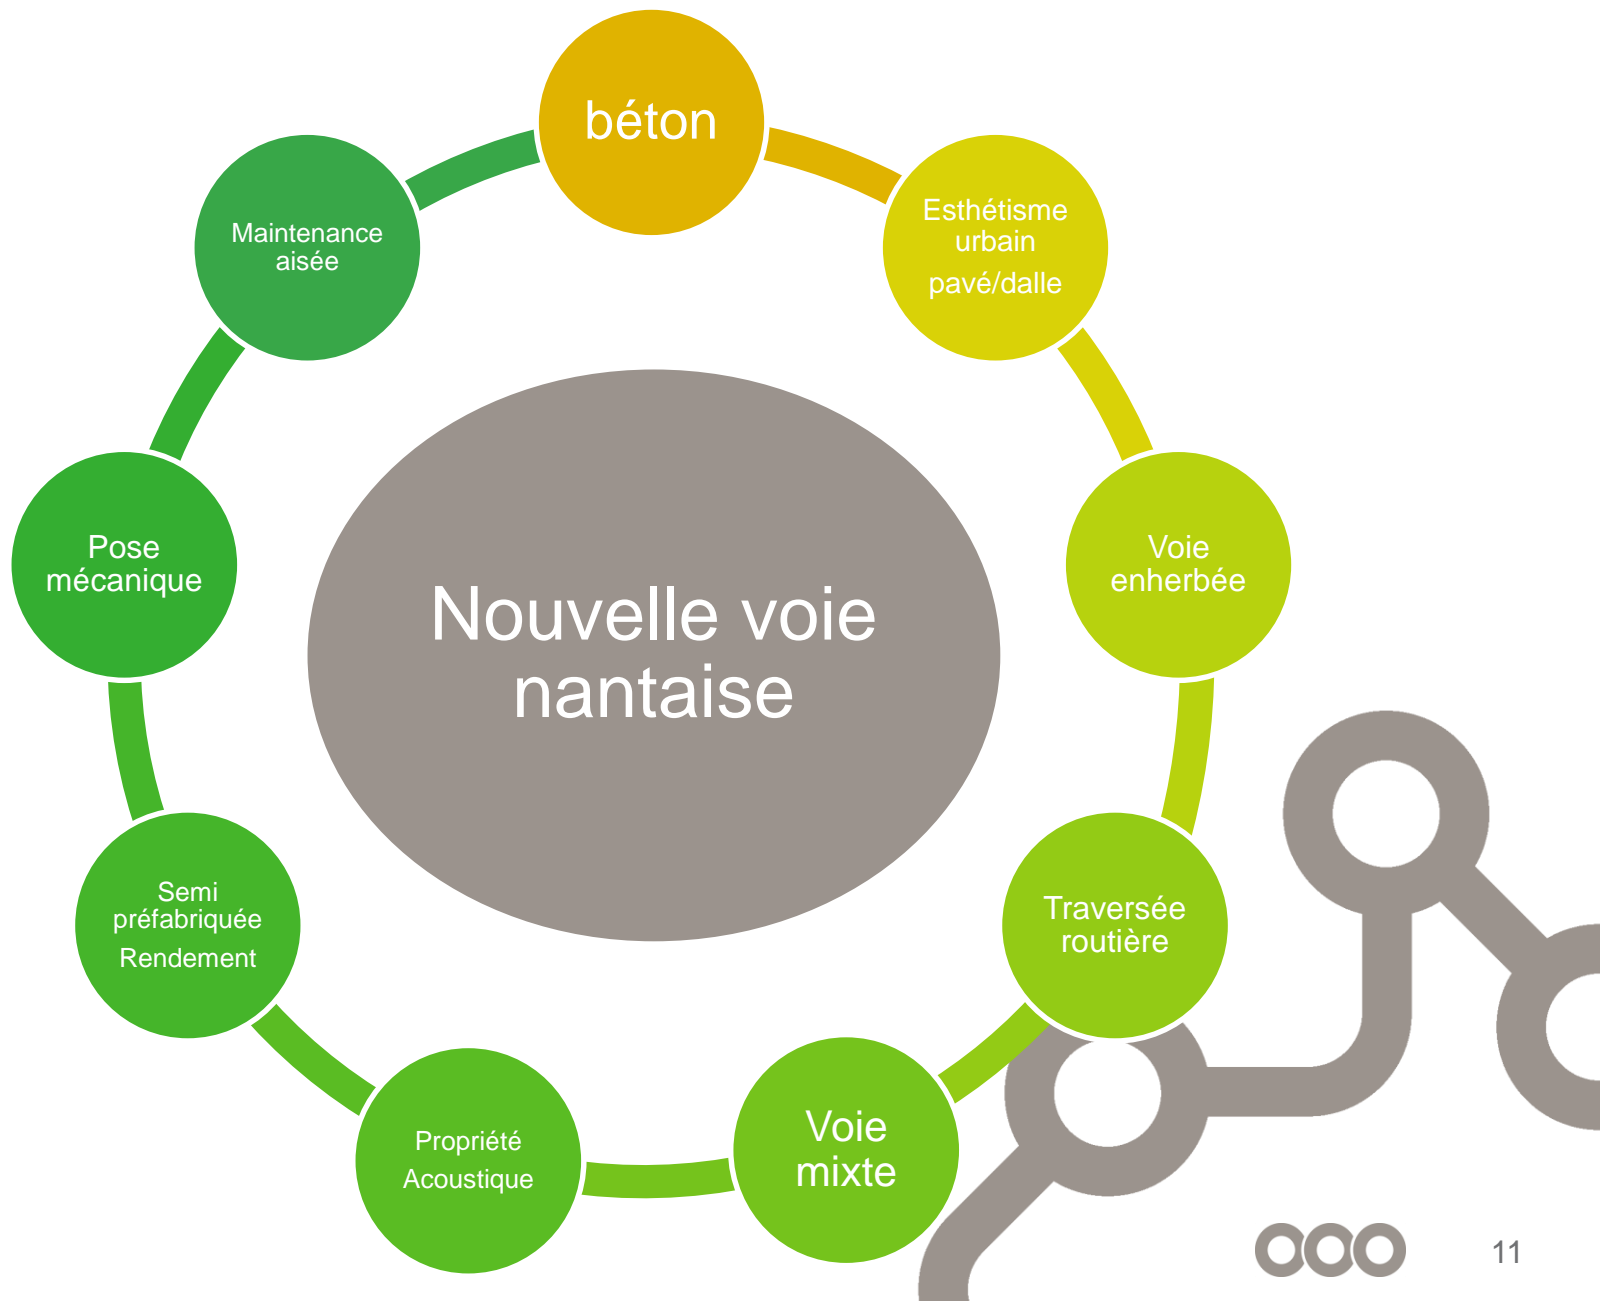 béton
Esthétisme
urbain
pavé/dalle
Voie
enherbée
Traversée
routière
Voie
mixte
Propriété
Acoustique
Semi
préfabriquée
Rendement
Pose
mécanique
Maintenance
aisée
Nouvelle voie
nantaise
11